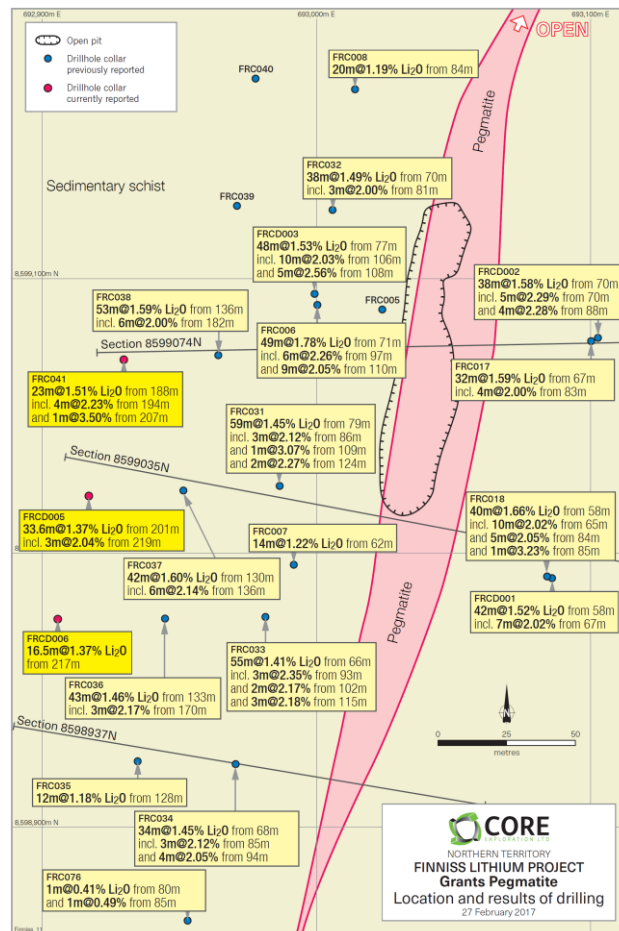 692,900m E
693,000m
693,100m
Open pit
Drillhole collar
previously reported
Drillhole collar
currently reported
OPEN
FRC040
FRC008
20m@1.19% Li2O from 84m
Pegmatite
FRC032
38m@1.49% Li2O from 70m
incl. 3m@2.00% from 81m
Sedimentary schist
FRC039
FRCD003
48m@1.53% Li2O from 77m
incl. 10m@2.03% from 106m
and 5m@2.56% from 108m
8,599,100m N
FRCD002
38m@1.58% Li2O from 70m
incl. 5m@2.29% from 70m
and 4m@2.28% from 88m
FRC038
53m@1.59% Li2O from 136m
incl. 6m@2.00% from 182m
FRC005
FRC006
49m@1.78% Li2O from 71m
incl. 6m@2.26% from 97m
and 9m@2.05% from 110m
Section 8599074N
FRC017
32m@1.59% Li2O from 67m
incl. 4m@2.00% from 83m
FRC041
23m@1.51% Li2O from 188m
incl. 4m@2.23% from 194m
and 1m@3.50% from 207m
FRC031
59m@1.45% Li2O from 79m
incl. 3m@2.12% from 86m
and 1m@3.07% from 109m
and 2m@2.27% from 124m
Section 8599035N
FRC018
40m@1.66% Li2O from 58m
incl. 10m@2.02% from 65m
and 5m@2.05% from 84m
and 1m@3.23% from 85m
FRCD005
33.6m@1.37% Li2O from 201m
incl. 3m@2.04% from 219m
FRC007
14m@1.22% Li2O from 62m
FRC037
42m@1.60% Li2O from 130m
incl. 6m@2.14% from 136m
FRCD001
42m@1.52% Li2O from 58m
incl. 7m@2.02% from 67m
Pegmatite
FRCD006
16.5m@1.37% Li2O
from 217m
FRC033
55m@1.41% Li2O from 66m
incl. 3m@2.35% from 93m
and 2m@2.17% from 102m
and 3m@2.18% from 115m
FRC036
43m@1.46% Li2O from 133m
incl. 3m@2.17% from 170m
N
Section 8598937N
0 25 50
metres
FRC035
12m@1.18% Li2O from 128m
FRC034
34m@1.45% Li2O from 68m
incl. 3m@2.12% from 85m
and 4m@2.05% from 94m
8,598,900m N
FRC076
1m@0.41% Li2O from 80m
and 1m@0.49% from 85m
CORE
EXPLORATION LTD
NORTHERN TERRITORY
FINNISS LITHIUM PROJECT
Grants Pegmatite
Location and results of drilling
27 February 2017